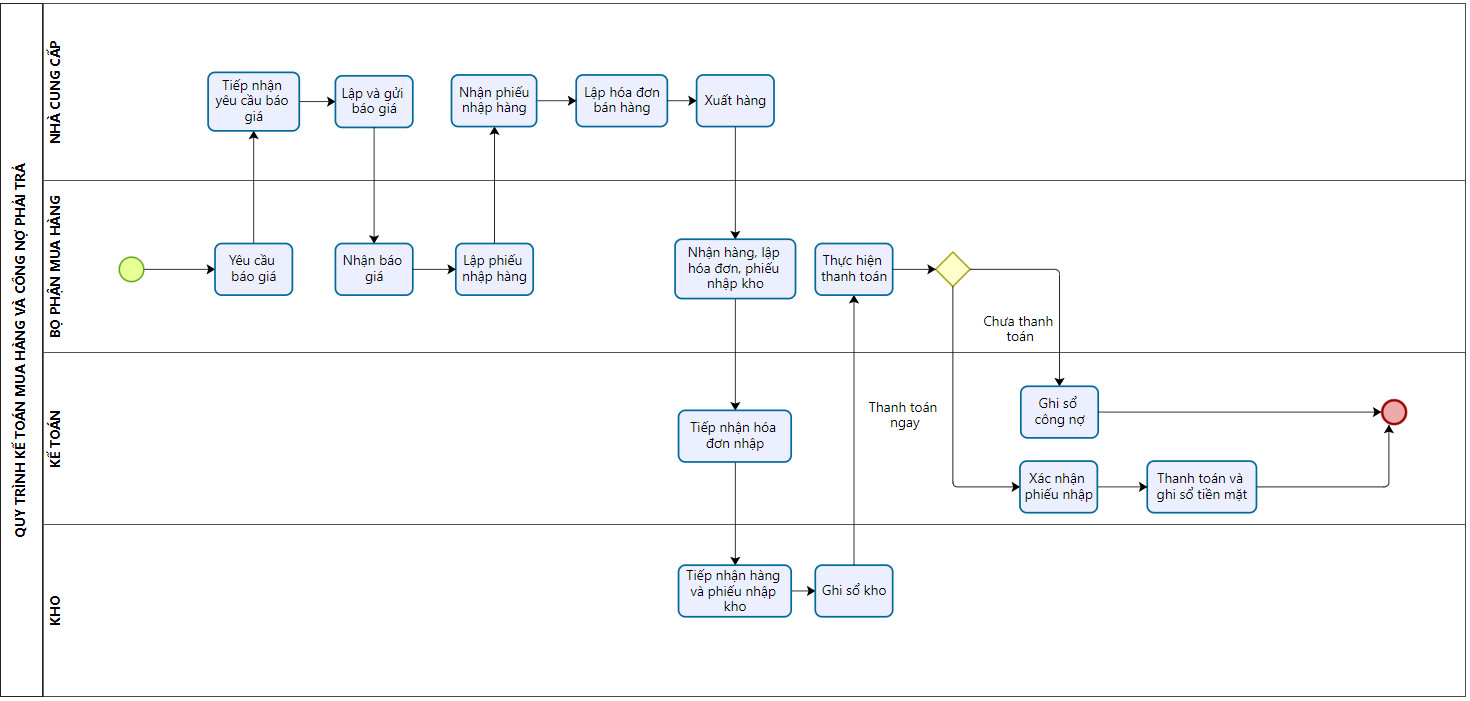 QUY TRÌNH KẾ TOÁN MUA HÀNG VÀ CÔNG NỢ PHẢI TRẢ
NHÀ CUNG CẤP
Tiếp nhận
yêu cầu báo
giá
Lập và gửi
báo giá
Nhận phiếu
nhập hàng
Lập hóa đơn
bán hàng
Xuất hàng
BỘ PHẬN MUA HÀNG
Yêu cầu
báo giá
Nhận báo
giá
Lập phiếu
nhập hàng
Nhận hàng, lập
hóa đơn, phiếu
nhập kho
Thực hiện
thanh toán
Chưa thanh
toán
KẾ TOÁN
Thanh toán
ngay
Tiếp nhận hóa
đơn nhập
Ghi sổ
công nợ
Xác nhận
phiếu nhập
Thanh toán và
ghi sổ tiền mặt
KHO
Tiếp nhận hàng
và phiếu nhập
kho
Ghi sổ kho